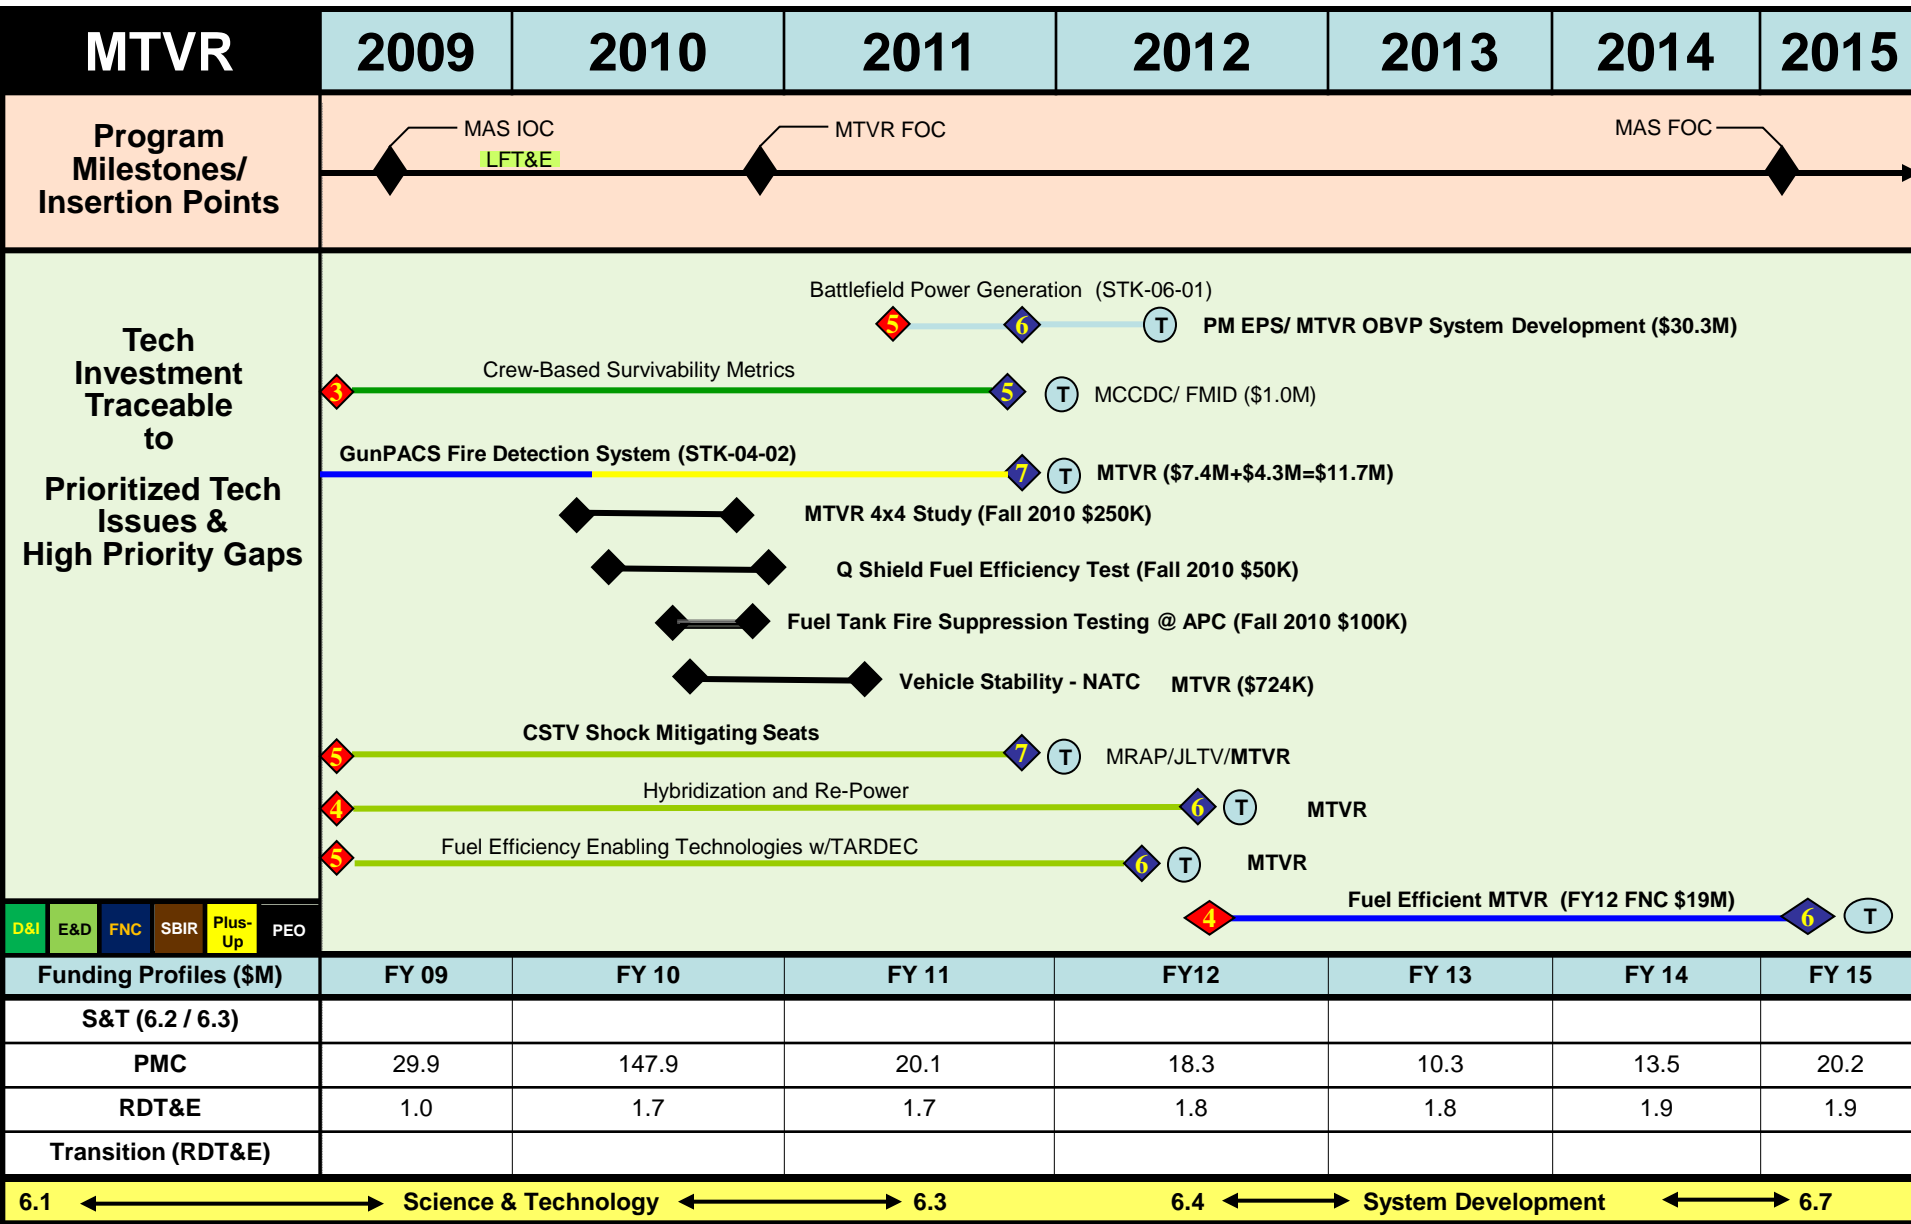 MTVR 2009 2010 2011 2012 2013 2014 2015
Program
Milestones/
Insertion Points
MAS IOC
LFT&E
MTVR FOC
MAS FOC
Tech
Investment
Traceable
to
Prioritized Tech
Issues &
High Priority Gaps
Battlefield Power Generation (STK-06-01)
5 6 T PM EPS/ MTVR OBVP System Development ($30.3M)
Crew-Based Survivability Metrics
3 5 T MCCDC/ FMID ($1.0M)
GunPACS Fire Detection System (STK-04-02)
7 T MTVR ($7.4M+$4.3M=$11.7M)
MTVR 4x4 Study (Fall 2010 $250K)
Q Shield Fuel Efficiency Test (Fall 2010 $50K)
Fuel Tank Fire Suppression Testing @ APC (Fall 2010 $100K)
Vehicle Stability - NATC MTVR ($724K)
CSTV Shock Mitigating Seats
5 7 T MRAP/JLTV/MTVR
Hybridization and Re-Power
4 6 T MTVR
Fuel Efficiency Enabling Technologies w/TARDEC
5 6 T MTVR
Fuel Efficient MTVR (FY12 FNC $19M)
4 6 T
D&I E&D FNC SBIR Plus-
Up PEO
Funding Profiles ($M) FY 09 FY 10 FY 11 FY12 FY 13 FY 14 FY 15
S&T (6.2 / 6.3)
PMC 29.9 147.9 20.1 18.3 10.3 13.5 20.2
RDT&E 1.0 1.7 1.7 1.8 1.8 1.9 1.9
Transition (RDT&E)
6.1 Science & Technology 6.3 6.4 System Development 6.7